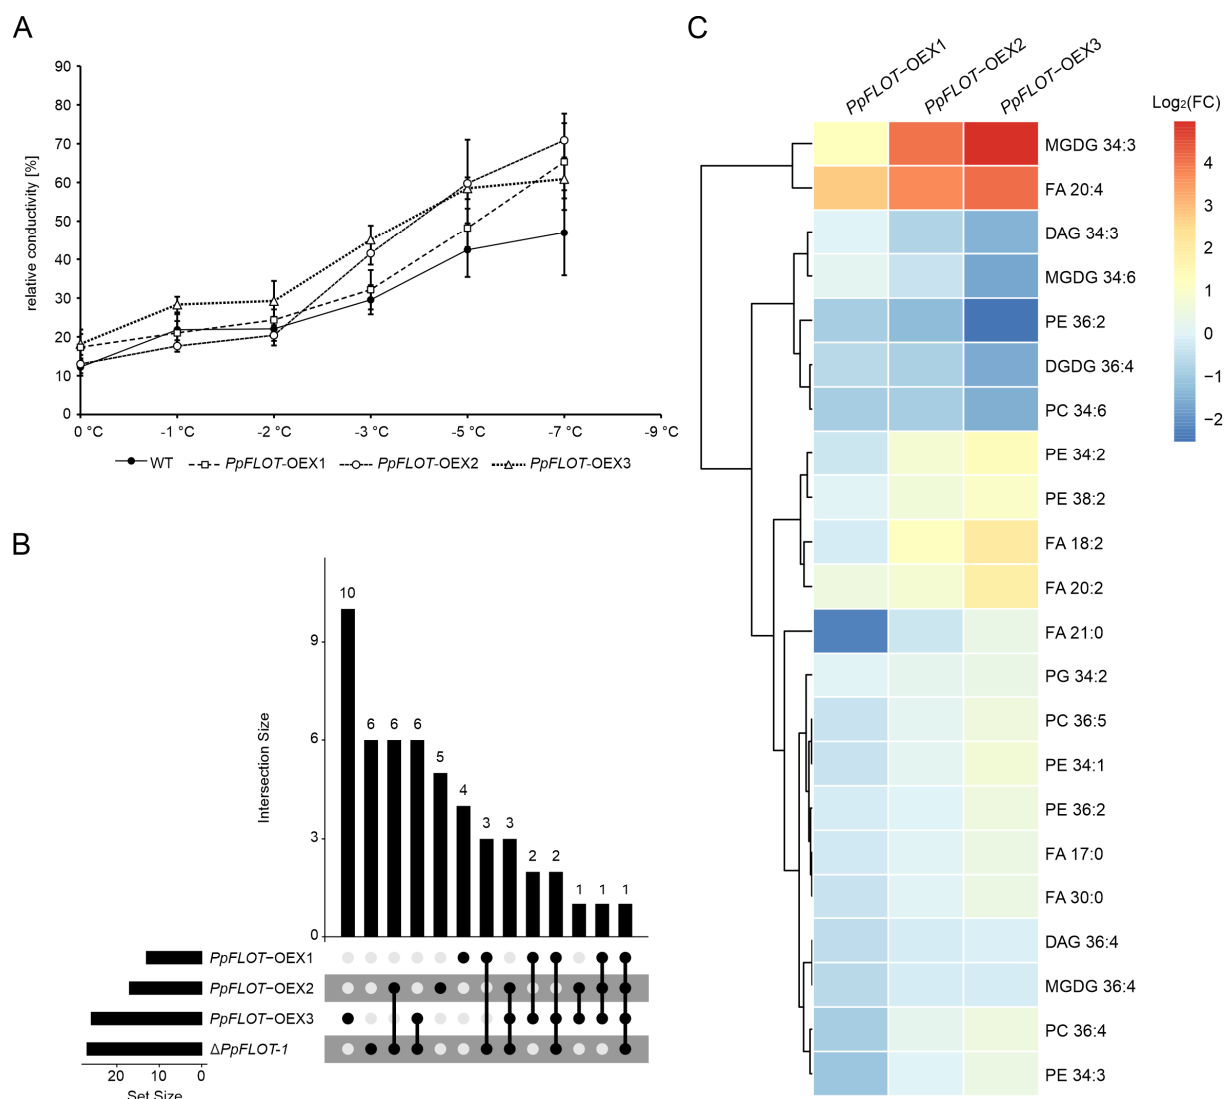 A
90
80
70
60
50
40
30
20
10
0
relative conductivity [%]
0 °C
-1 °C
-2 °C
-3 °C
-5 °C
-7 °C
-9 °C
WT
PpFLOT-OEX1
PpFLOT-OEX2
PpFLOT-OEX3
B
Intersection Size
9
6
3
0
10
6
6
6
5
4
3
3
2
2
1
1
1
PpFLOT−OEX1
PpFLOT−OEX2
PpFLOT−OEX3
ΔPpFLOT-1
20
10
0
Set Size
C
PpFLOT−OEX1
PpFLOT−OEX2
PpFLOT−OEX3
Log2(FC)
4
3
2
1
0
−1
−2
MGDG 34:3
FA 20:4
DAG 34:3
MGDG 34:6
PE 36:2
DGDG 36:4
PC 34:6
PE 34:2
PE 38:2
FA 18:2
FA 20:2
FA 21:0
PG 34:2
PC 36:5
PE 34:1
PE 36:2
FA 17:0
FA 30:0
DAG 36:4
MGDG 36:4
PC 36:4
PE 34:3